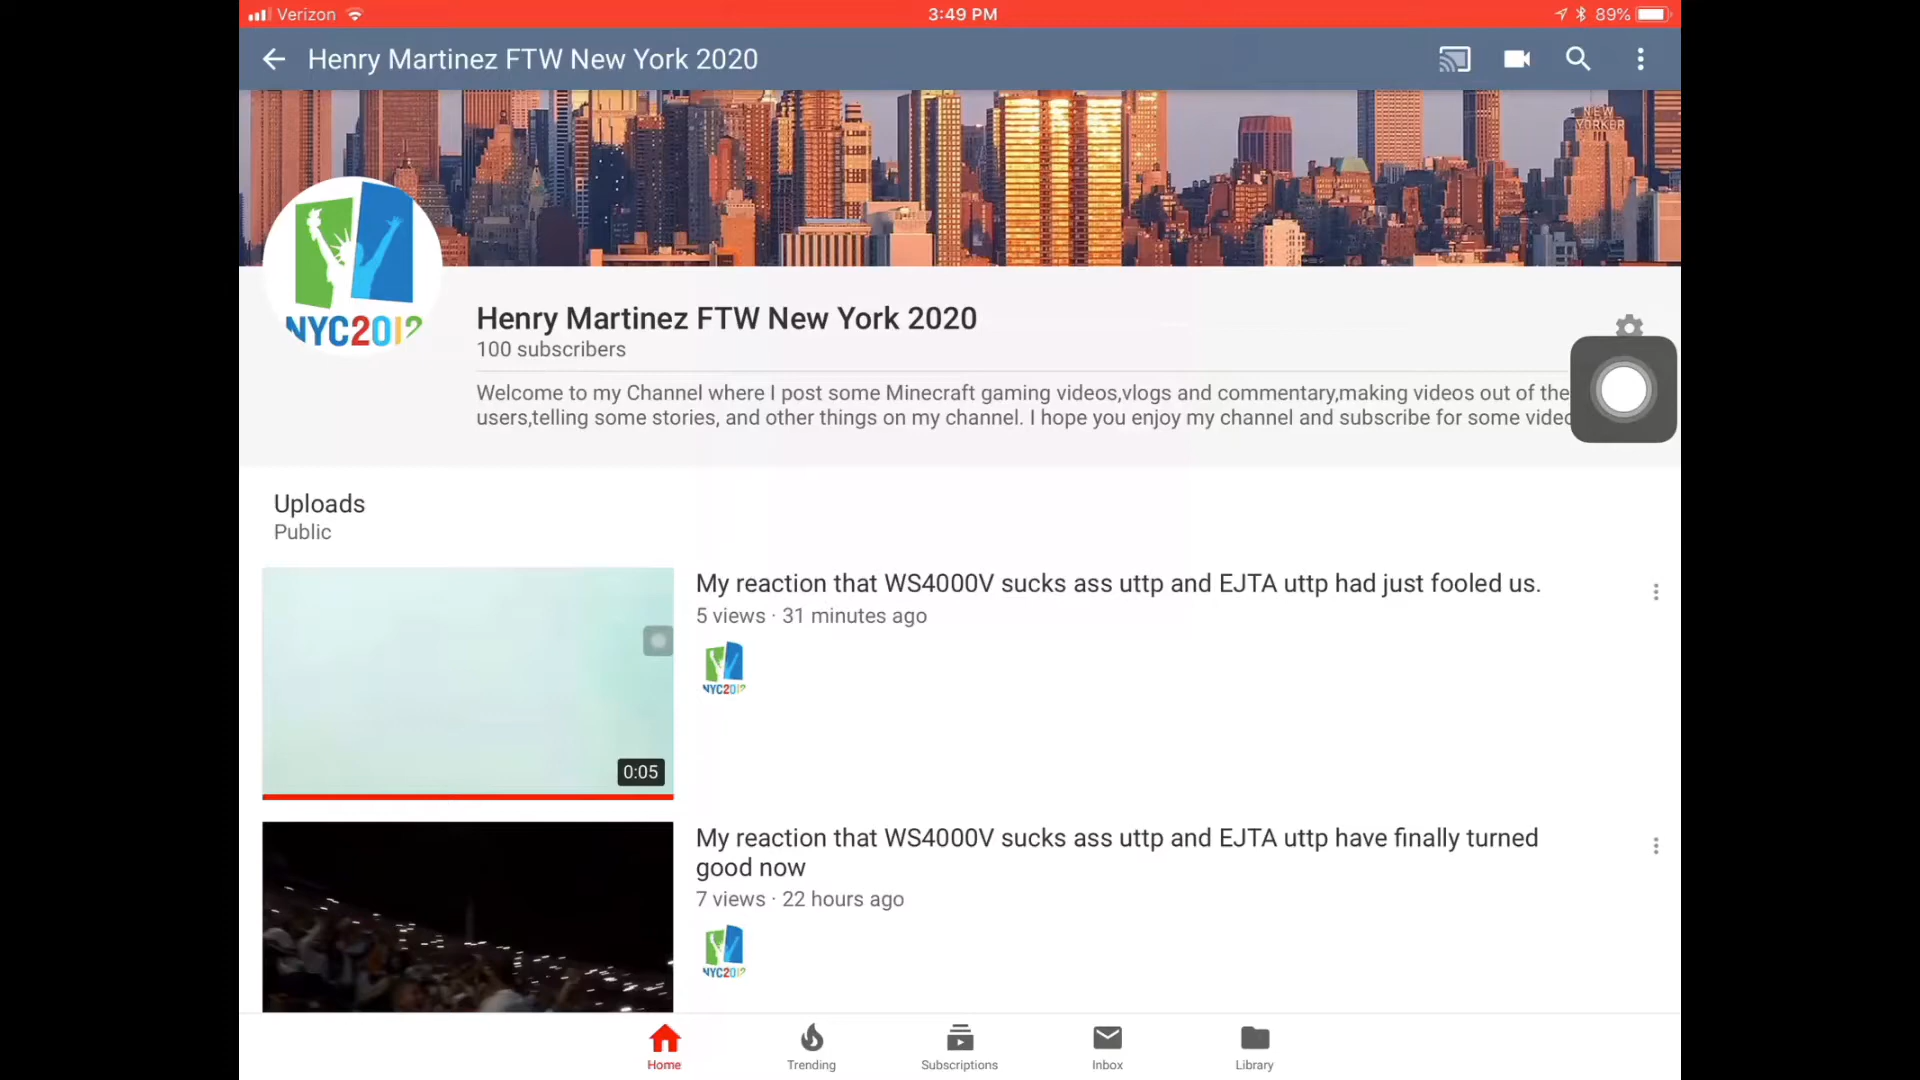 Verizon
3:49 PM
89%
Henry Martinez FTW New York 2020
NEW
YORKER
NYC2012
Henry Martinez FTW New York 2020
100 subscribers
Welcome to my Channel where I post some Minecraft gaming videos,vlogs and commentary,making videos out of the
users,telling some stories, and other things on my channel. I hope you enjoy my channel and subscribe for some
Uploads
Public
My reaction that WS4000V sucks ass uttp and EJTA uttp had just fooled us.
5 views · 31 minutes ago
NYC2012
0:05
My reaction that WS4000V sucks ass uttp and EJTA uttp have finally turned
good now
7 views · 22 hours ago
NYC2012
Home
Trending
Subscriptions
Inbox
Library